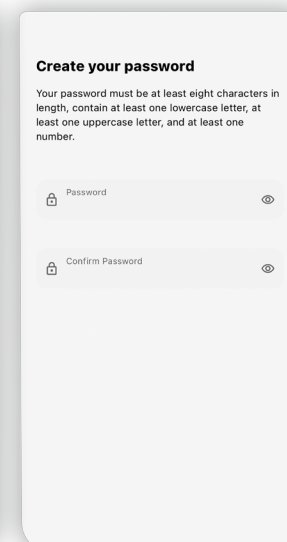 Create your password
Your password must be at least eight characters in
length, contain at least one lowercase letter, at
least one uppercase letter, and at least one
number.
Password
Confirm Password